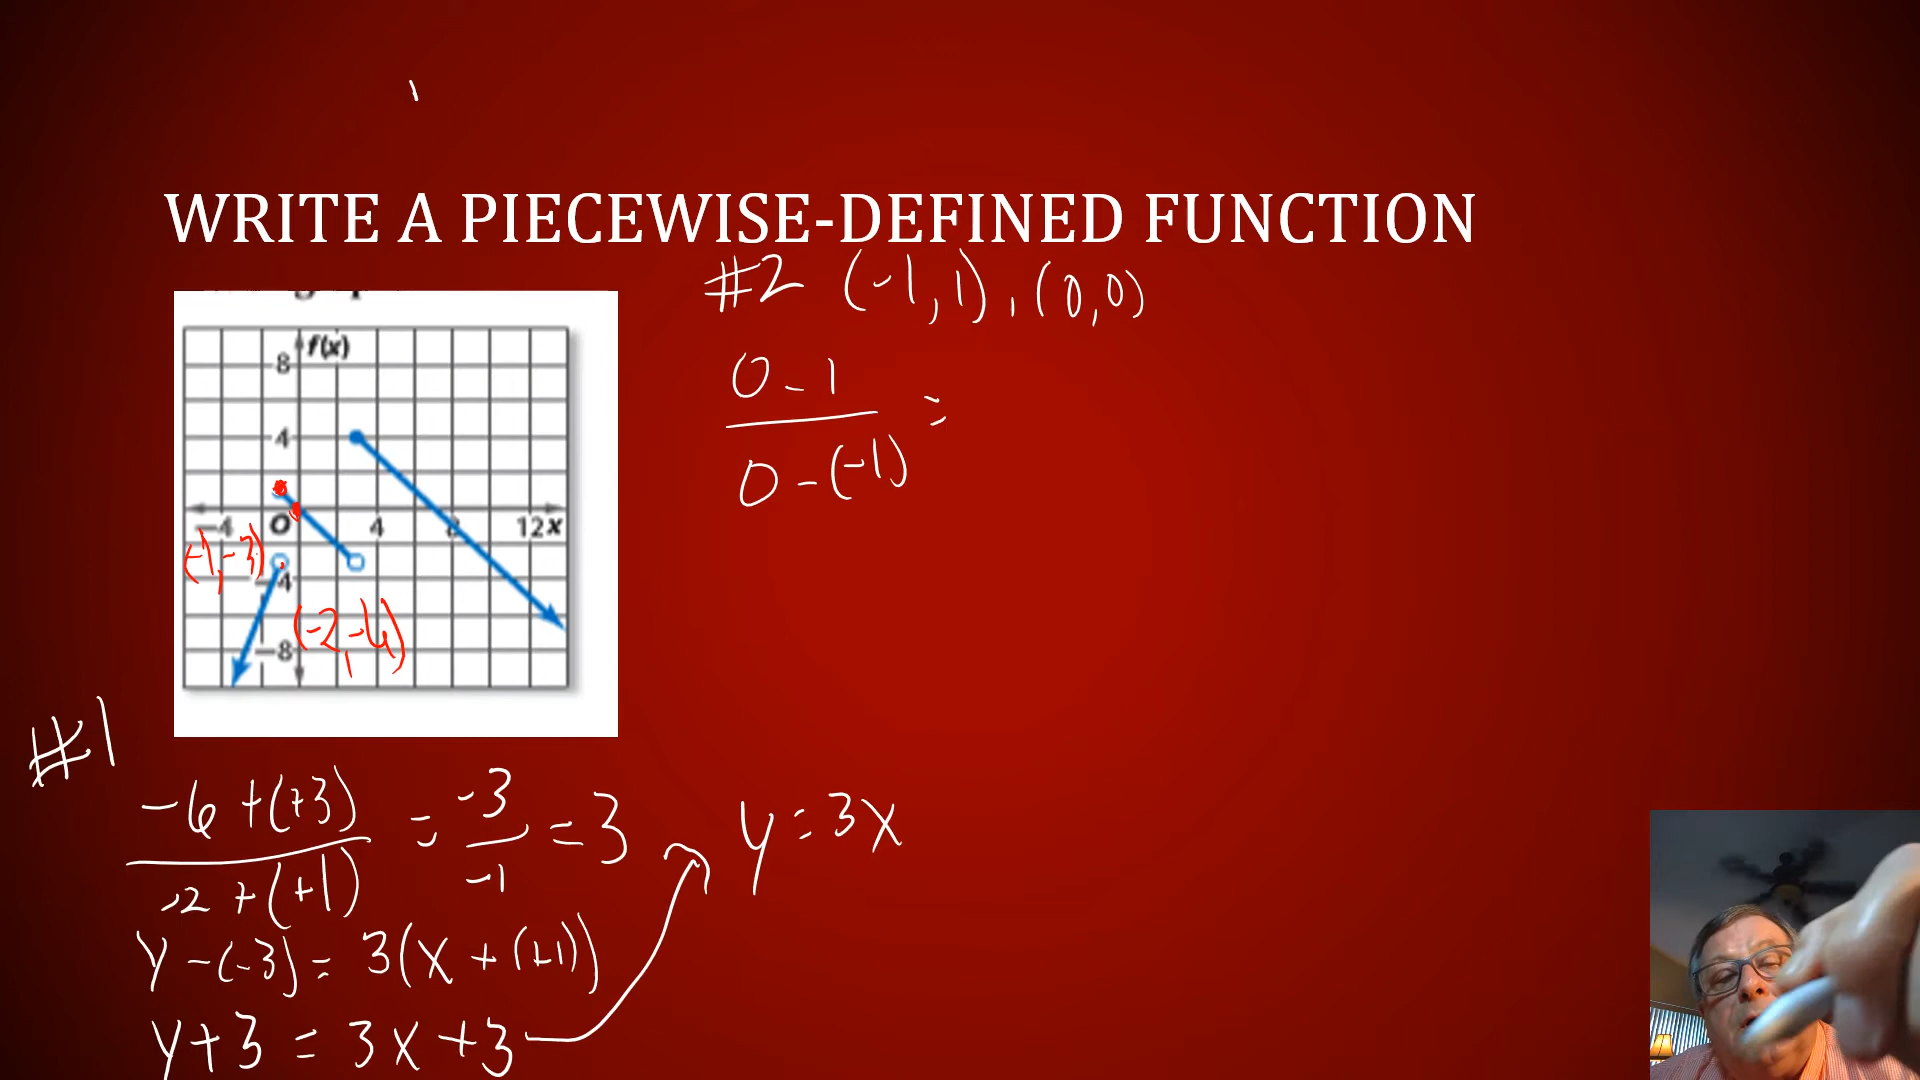 WRITE A PIECEWISE-DEFINED FUNCTION
#2 (-1,1), (0,0)
0-1
0-(-1)
=
f(x)
8
4
-4 O 4 8 12 x
-4
-8
(-1,-3)
(-2,-6)
#1
-6+(+3) = -3 = 3
-2+(+1) -1
y-(-3) = 3(x+(+1))
y+3 = 3x+3
y=3x